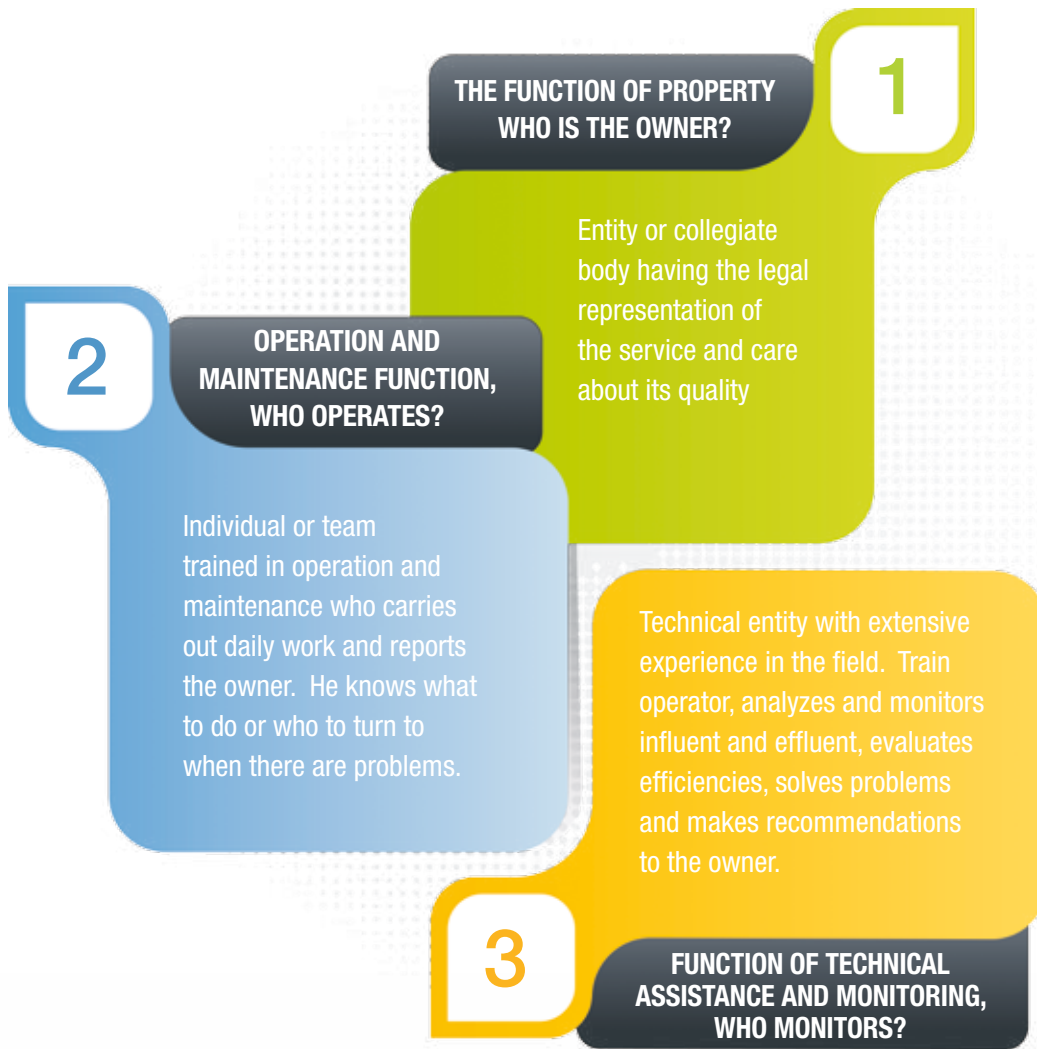 1
THE FUNCTION OF PROPERTY
WHO IS THE OWNER?
Entity or collegiate
body having the legal
representation of
the service and care
about its quality
2
OPERATION AND
MAINTENANCE FUNCTION,
WHO OPERATES?
Individual or team
trained in operation and
maintenance who carries
out daily work and reports
the owner. He knows what
to do or who to turn to
when there are problems.
Technical entity with extensive
experience in the field. Train
operator, analyzes and monitors
influent and effluent, evaluates
efficiencies, solves problems
and makes recommendations
to the owner.
3
FUNCTION OF TECHNICAL
ASSISTANCE AND MONITORING,
WHO MONITORS?